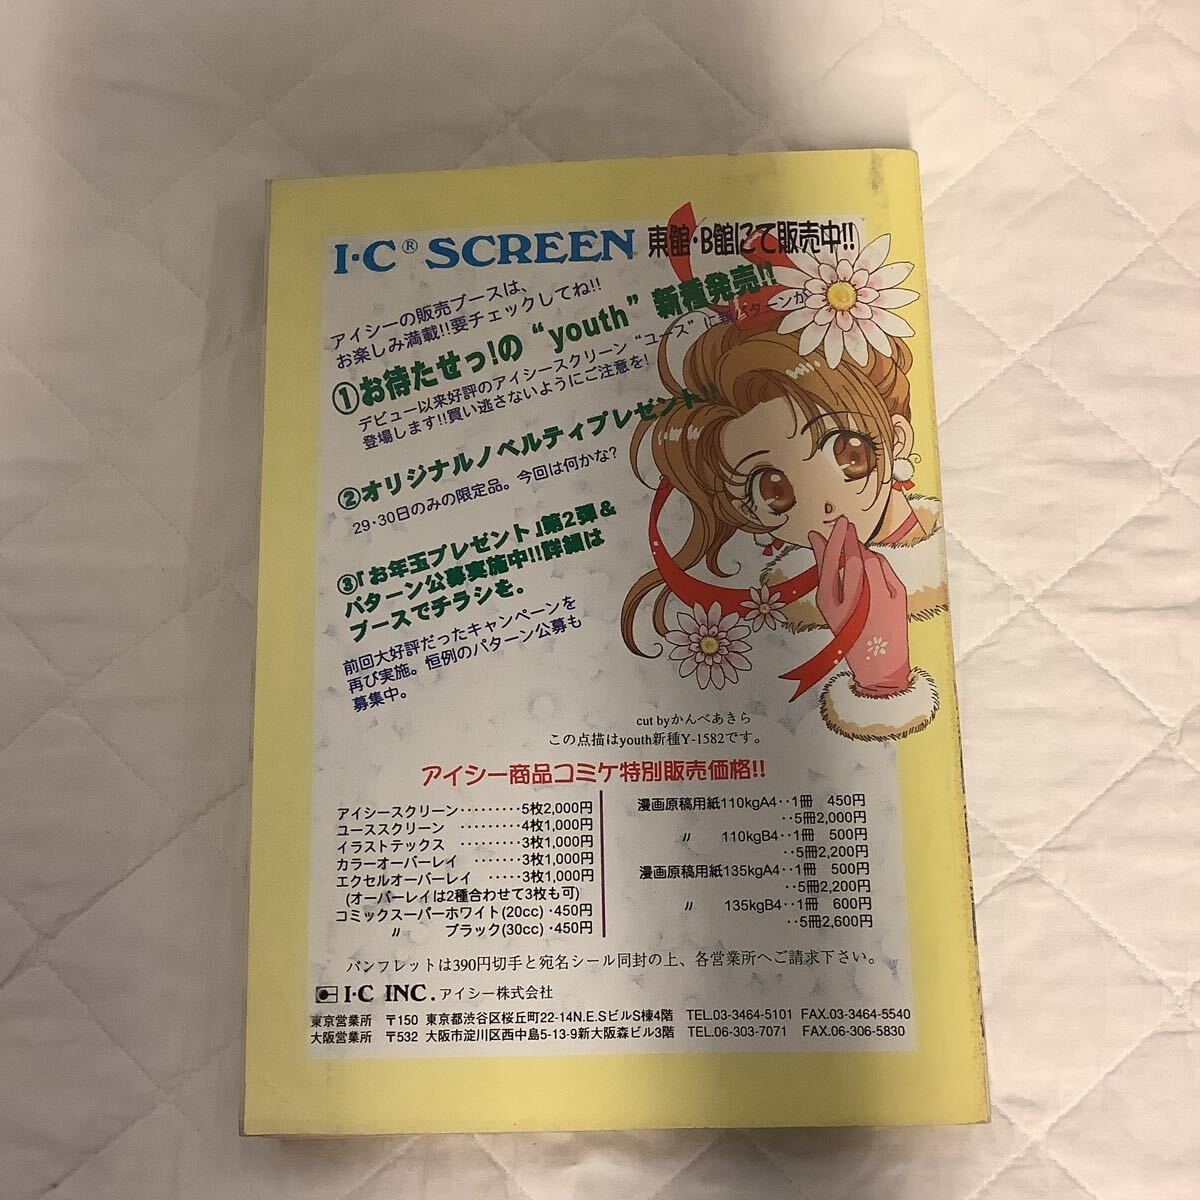 I・C® SCREEN 東館・B館にて販売中!!
アイシーの販売ブースは、
お楽しみ満載!!要チェックしてね!!
①お待たせっ!の“youth”新種発売!!
デビュー以来好評のアイシースクリーン“ユース”に新パターンが
登場します!!買い逃さないようにご注意を!
②オリジナルノベルティプレゼント!!
29・30日のみの限定品。今回は何かな?
③「お年玉プレゼント」第2弾&
パターン公募実施中!!詳細は
ブースでチラシを。
前回大好評だったキャンペーンを
再び実施。恒例のパターン公募も
募集中。
cut byかんべあきら
この点描はyouth新種Y-1582です。
アイシー商品コミケ特別販売価格!!
アイシースクリーン・・・・・・・・・5枚2,000円
ユーススクリーン ・・・・・・・・・4枚1,000円
イラストテックス ・・・・・・・・・3枚1,000円
カラーオーバーレイ ・・・・・・・3枚1,000円
エクセルオーバーレイ ・・・・・3枚1,000円
(オーバーレイは2種合わせて3枚も可)
コミックスーパーホワイト(20cc)・450円
〃 ブラック(30cc)・450円
漫画原稿用紙110kgA4・・1冊 450円
・・5冊2,000円
〃 110kgB4・・1冊 500円
・・5冊2,200円
漫画原稿用紙135kgA4・・1冊 500円
・・5冊2,200円
〃 135kgB4・・1冊 600円
・・5冊2,600円
パンフレットは390円切手と宛名シール同封の上、各営業所へご請求下さい。
I・C INC. アイシー株式会社
東京営業所 〒150 東京都渋谷区桜丘町22-14N.E.SビルS棟4階 TEL.03-3464-5101 FAX.03-3464-5540
大阪営業所 〒532 大阪市淀川区西中島5-13-9新大阪森ビル3階 TEL.06-303-7071 FAX.06-306-5830